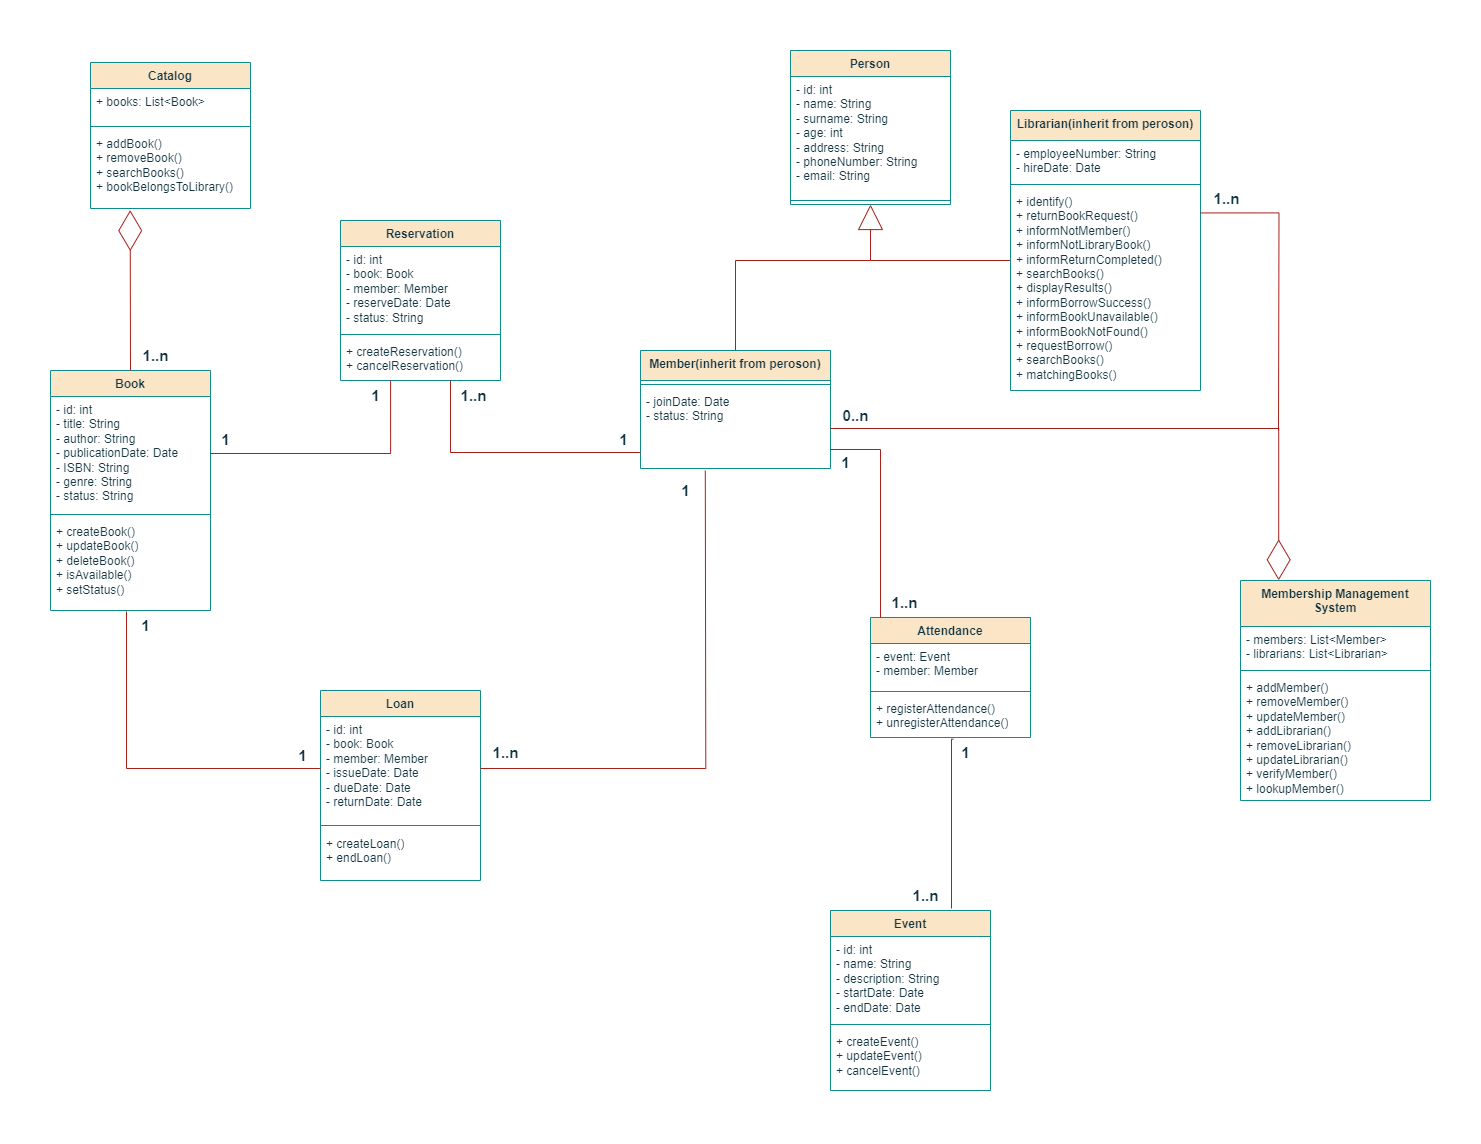 Catalog
+ books: List<Book>
+ addBook()
+ removeBook()
+ searchBooks()
+ bookBelongsToLibrary()
Person
- id: int
- name: String
- surname: String
- age: int
- address: String
- phoneNumber: String
- email: String
Librarian(inherit from peroson)
- employeeNumber: String
- hireDate: Date
+ identify()
+ returnBookRequest()
+ informNotMember()
+ informNotLibraryBook()
+ informReturnCompleted()
+ searchBooks()
+ displayResults()
+ informBorrowSuccess()
+ informBookUnavailable()
+ informBookNotFound()
+ requestBorrow()
+ searchBooks()
+ matchingBooks()
1..n
Reservation
- id: int
- book: Book
- member: Member
- reserveDate: Date
- status: String
+ createReservation()
+ cancelReservation()
1
1..n
1..n
Book
- id: int
- title: String
- author: String
- publicationDate: Date
- ISBN: String
- genre: String
- status: String
+ createBook()
+ updateBook()
+ deleteBook()
+ isAvailable()
+ setStatus()
1
1
Member(inherit from peroson)
- joinDate: Date
- status: String
1
0..n
1
1
1..n
Attendance
- event: Event
- member: Member
+ registerAttendance()
+ unregisterAttendance()
1
Membership Management
System
- members: List<Member>
- librarians: List<Librarian>
+ addMember()
+ removeMember()
+ updateMember()
+ addLibrarian()
+ removeLibrarian()
+ updateLibrarian()
+ verifyMember()
+ lookupMember()
Loan
- id: int
- book: Book
- member: Member
- issueDate: Date
- dueDate: Date
- returnDate: Date
+ createLoan()
+ endLoan()
1
1..n
1..n
Event
- id: int
- name: String
- description: String
- startDate: Date
- endDate: Date
+ createEvent()
+ updateEvent()
+ cancelEvent()